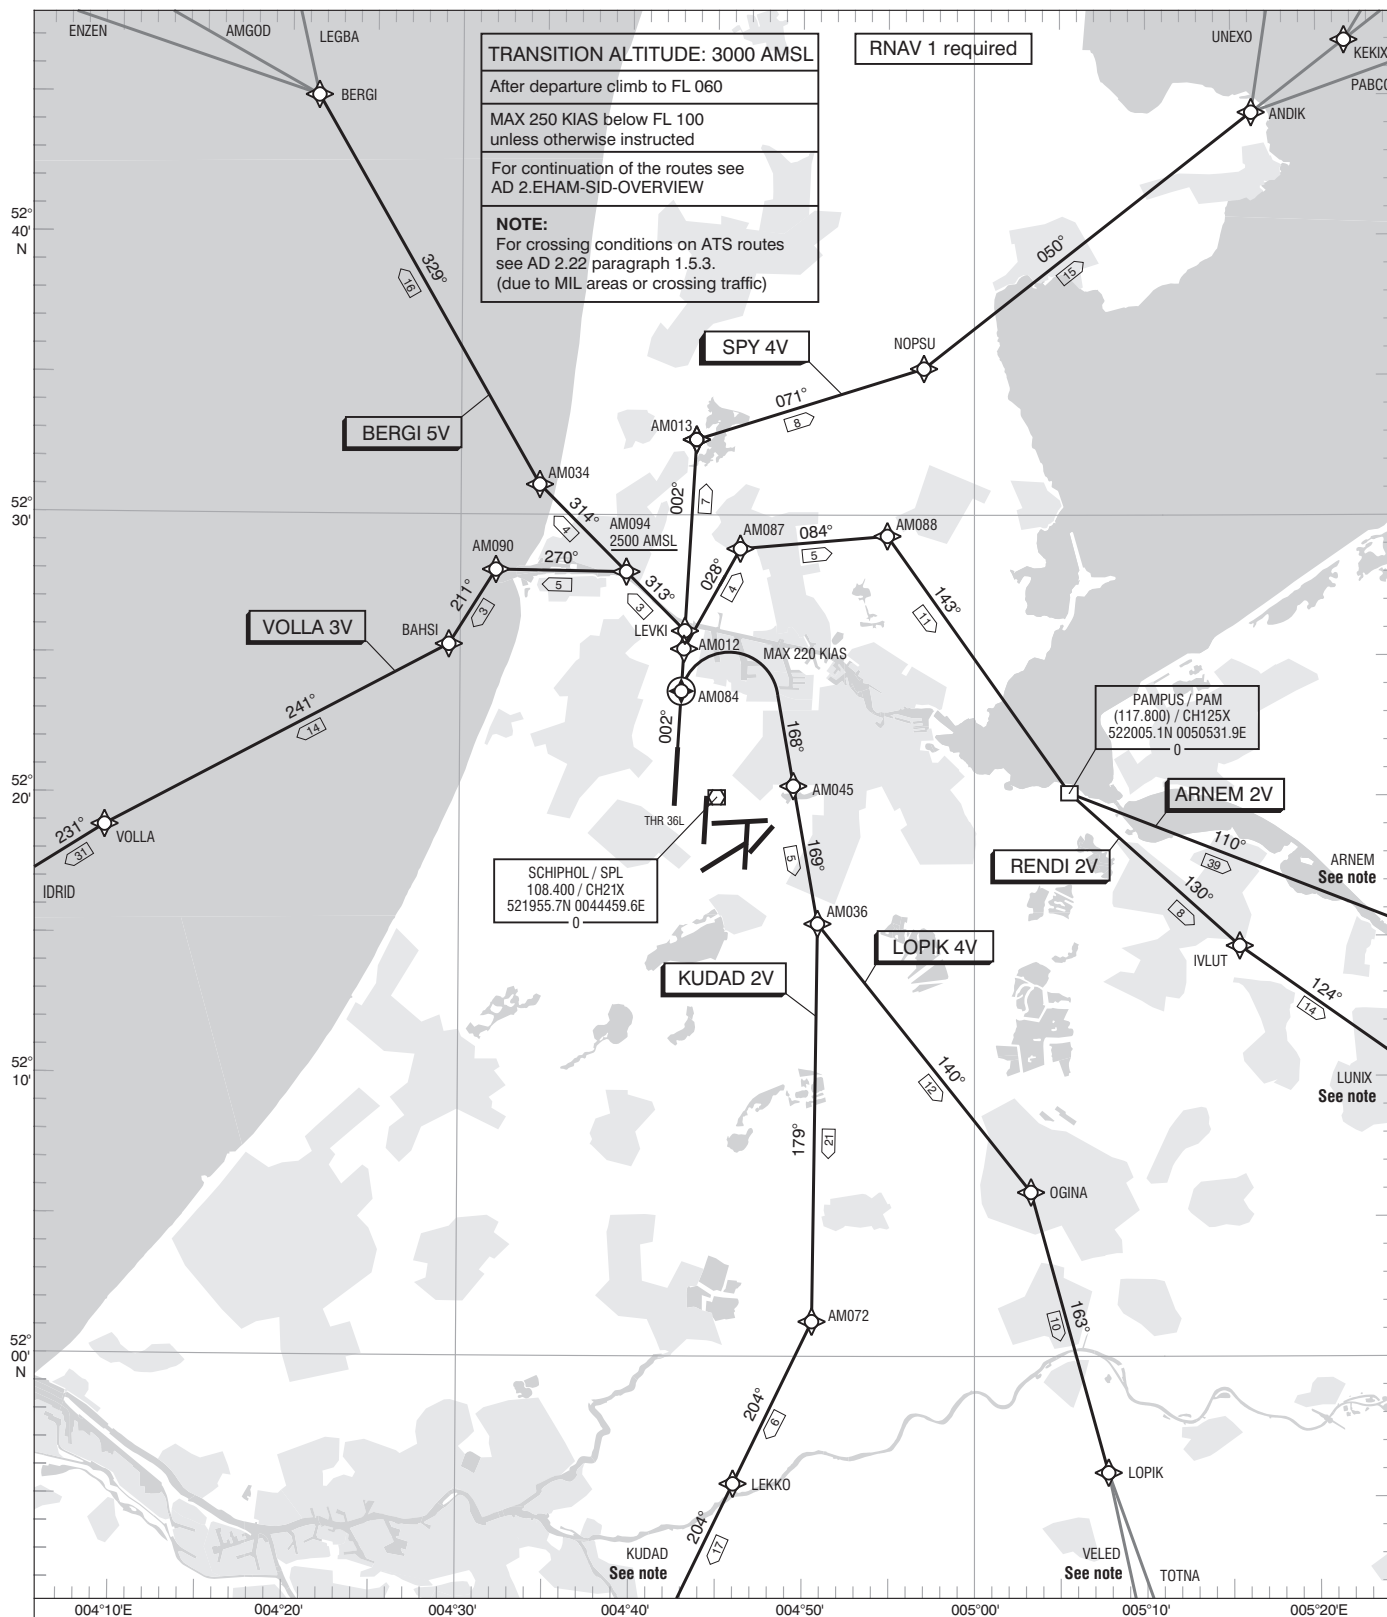 ENZEN
AMGOD
LEGBA
BERGI
TRANSITION ALTITUDE: 3000 AMSL
After departure climb to FL 060
MAX 250 KIAS below FL 100
unless otherwise instructed
For continuation of the routes see
AD 2.EHAM-SID-OVERVIEW
NOTE:
For crossing conditions on ATS routes
see AD 2.22 paragraph 1.5.3.
(due to MIL areas or crossing traffic)
RNAV 1 required
UNEXO
KEKIX
PABCO
ANDIK
52°
40'
N
329°
16
050°
15
SPY 4V
NOPSU
071°
8
BERGI 5V
AM013
AM034
002°
7
52°
30'
314°
4
AM094
2500 AMSL
AM087
084°
5
AM088
AM090
270°
5
313°
3
028°
4
211°
3
143°
11
VOLLA 3V
BAHSI
LEVKI
AM012
MAX 220 KIAS
AM084
241°
14
002°
168°
PAMPUS / PAM
(117.800) / CH125X
522005.1N 0050531.9E
0
52°
20'
AM045
ARNEM 2V
THR 36L
231°
31
VOLLA
IDRID
169°
5
RENDI 2V
110°
39
ARNEM
See note
SCHIPHOL / SPL
108.400 / CH21X
521955.7N 0044459.6E
0
130°
8
AM036
LOPIK 4V
IVLUT
KUDAD 2V
124°
14
52°
10'
140°
12
LUNIX
See note
179°
21
OGINA
AM072
163°
10
52°
00'
N
204°
6
LEKKO
LOPIK
204°
17
KUDAD
See note
VELED
See note
TOTNA
004°10'E
004°20'
004°30'
004°40'
004°50'
005°00'
005°10'
005°20'E